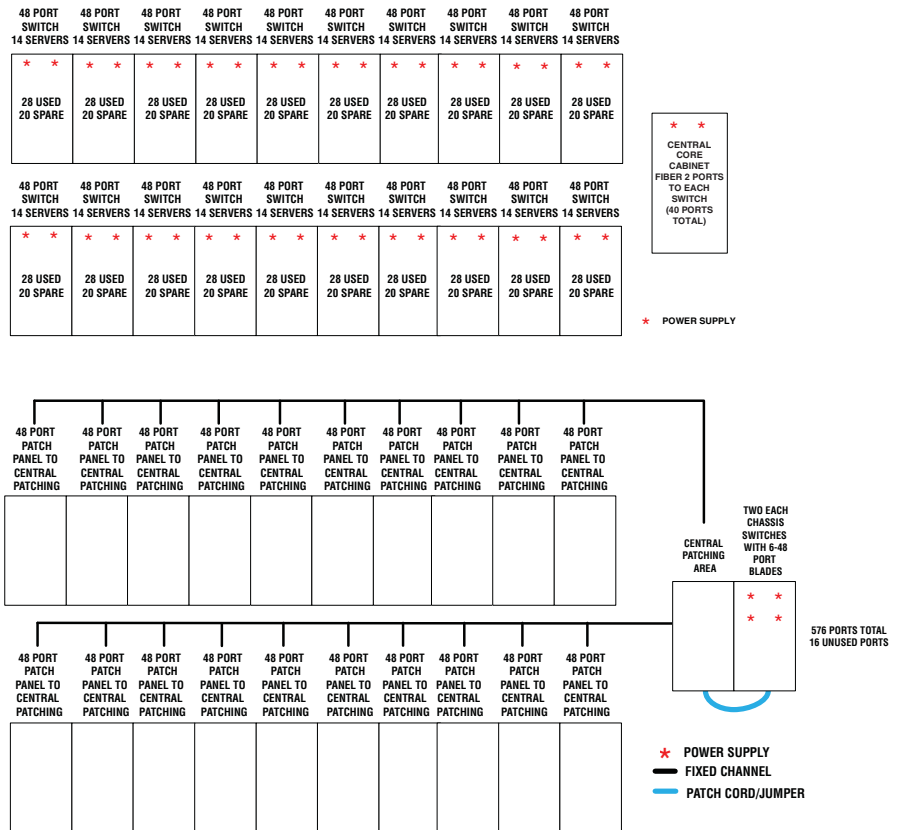 48 PORT 48 PORT 48 PORT 48 PORT 48 PORT 48 PORT 48 PORT 48 PORT 48 PORT 48 PORT
SWITCH SWITCH SWITCH SWITCH SWITCH SWITCH SWITCH SWITCH SWITCH SWITCH
14 SERVERS 14 SERVERS 14 SERVERS 14 SERVERS 14 SERVERS 14 SERVERS 14 SERVERS 14 SERVERS 14 SERVERS 14 SERVERS
* * * * * * * * * * * * * * * * * * * *
28 USED 28 USED 28 USED 28 USED 28 USED 28 USED 28 USED 28 USED 28 USED 28 USED
20 SPARE 20 SPARE 20 SPARE 20 SPARE 20 SPARE 20 SPARE 20 SPARE 20 SPARE 20 SPARE 20 SPARE
* *
CENTRAL
CORE
CABINET
FIBER 2 PORTS
TO EACH
SWITCH
(40 PORTS
TOTAL)
48 PORT 48 PORT 48 PORT 48 PORT 48 PORT 48 PORT 48 PORT 48 PORT 48 PORT 48 PORT
SWITCH SWITCH SWITCH SWITCH SWITCH SWITCH SWITCH SWITCH SWITCH SWITCH
14 SERVERS 14 SERVERS 14 SERVERS 14 SERVERS 14 SERVERS 14 SERVERS 14 SERVERS 14 SERVERS 14 SERVERS 14 SERVERS
* * * * * * * * * * * * * * * * * * * *
28 USED 28 USED 28 USED 28 USED 28 USED 28 USED 28 USED 28 USED 28 USED 28 USED
20 SPARE 20 SPARE 20 SPARE 20 SPARE 20 SPARE 20 SPARE 20 SPARE 20 SPARE 20 SPARE 20 SPARE
* POWER SUPPLY
48 PORT 48 PORT 48 PORT 48 PORT 48 PORT 48 PORT 48 PORT 48 PORT 48 PORT 48 PORT
PATCH PATCH PATCH PATCH PATCH PATCH PATCH PATCH PATCH PATCH
PANEL TO PANEL TO PANEL TO PANEL TO PANEL TO PANEL TO PANEL TO PANEL TO PANEL TO PANEL TO
CENTRAL CENTRAL CENTRAL CENTRAL CENTRAL CENTRAL CENTRAL CENTRAL CENTRAL CENTRAL
PATCHING PATCHING PATCHING PATCHING PATCHING PATCHING PATCHING PATCHING PATCHING PATCHING
CENTRAL
PATCHING
AREA
TWO EACH
CHASSIS
SWITCHES
WITH 6-48
PORT
BLADES
* *
* *
576 PORTS TOTAL
16 UNUSED PORTS
48 PORT 48 PORT 48 PORT 48 PORT 48 PORT 48 PORT 48 PORT 48 PORT 48 PORT 48 PORT
PATCH PATCH PATCH PATCH PATCH PATCH PATCH PATCH PATCH PATCH
PANEL TO PANEL TO PANEL TO PANEL TO PANEL TO PANEL TO PANEL TO PANEL TO PANEL TO PANEL TO
CENTRAL CENTRAL CENTRAL CENTRAL CENTRAL CENTRAL CENTRAL CENTRAL CENTRAL CENTRAL
PATCHING PATCHING PATCHING PATCHING PATCHING PATCHING PATCHING PATCHING PATCHING PATCHING
* POWER SUPPLY
FIXED CHANNEL
PATCH CORD/JUMPER